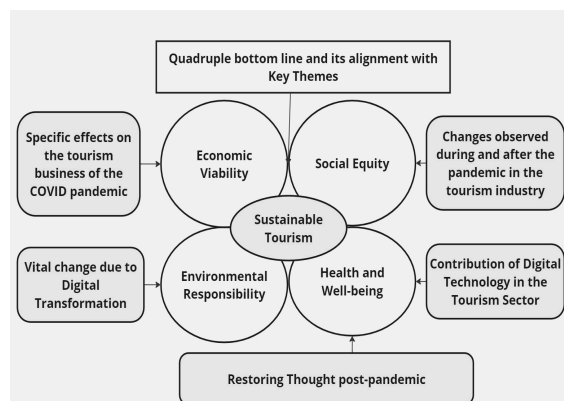 Quadruple bottom line and its alignment with
Key Themes
Specific effects on
the tourism
business of the
COVID pandemic
Economic
Viability
Social Equity
Changes observed
during and after the
pandemic in the
tourism industry
Sustainable
Tourism
Vital change due to
Digital
Transformation
Environmental
Responsibility
Health and
Well-being
Contribution of Digital
Technology in the
Tourism Sector
Restoring Thought post-pandemic